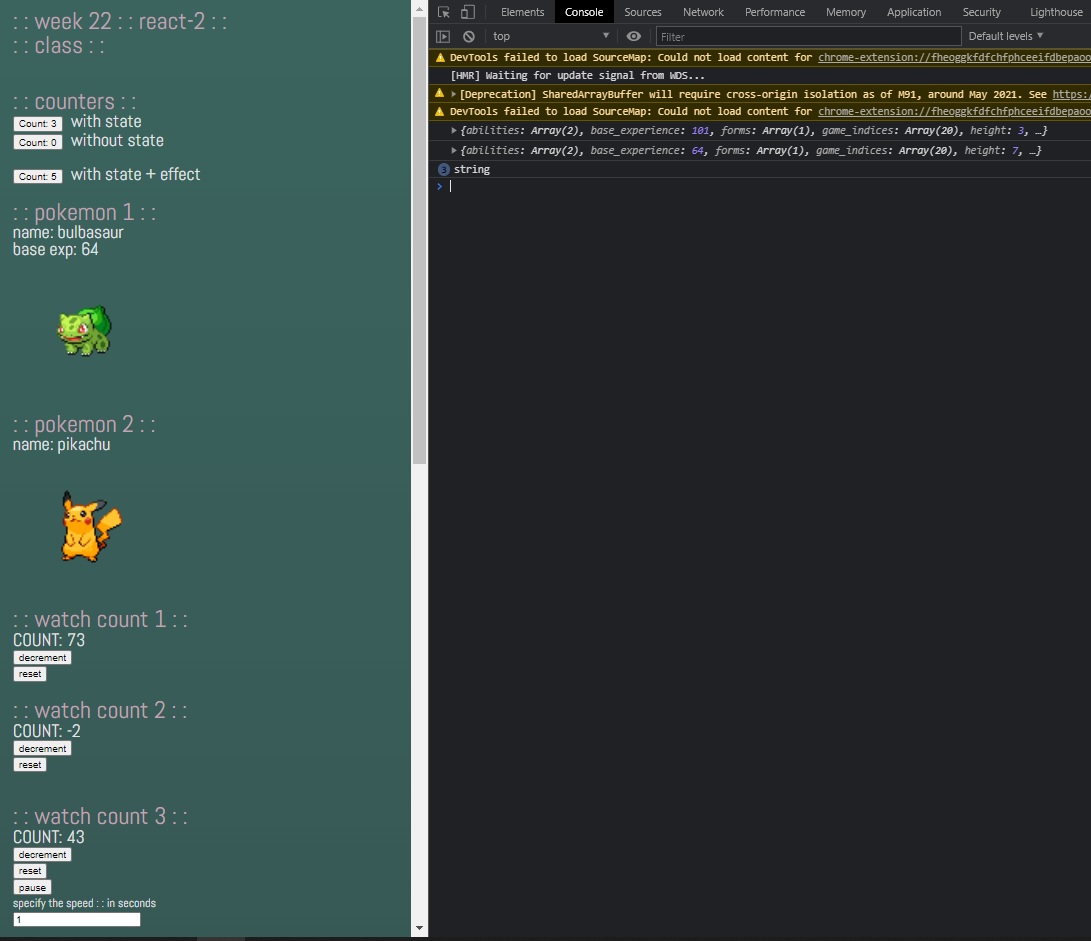 : : week 22 : : react-2 : :
: : class : :
: : counters : :
Count: 3 with state
Count: 0 without state
Count: 5 with state + effect
: : pokemon 1 : :
name: bulbasaur
base exp: 64
: : pokemon 2 : :
name: pikachu
: : watch count 1 : :
COUNT: 73
decrement
reset
: : watch count 2 : :
COUNT: -2
decrement
reset
: : watch count 3 : :
COUNT: 43
decrement
reset
pause
specify the speed : : in seconds
1
Elements Console Sources Network Performance Memory Application Security Lighthouse
top Filter Default levels
DevTools failed to load SourceMap: Could not load content for chrome-extension://fheoggkfdfchfphceeifdbepaoo
[HMR] Waiting for update signal from WDS...
[Deprecation] SharedArrayBuffer will require cross-origin isolation as of M91, around May 2021. See https:
DevTools failed to load SourceMap: Could not load content for chrome-extension://fheoggkfdfchfphceeifdbepaoo
{abilities: Array(2), base_experience: 101, forms: Array(1), game_indices: Array(20), height: 3, …}
{abilities: Array(2), base_experience: 64, forms: Array(1), game_indices: Array(20), height: 7, …}
3 string